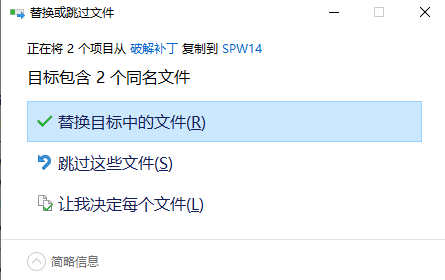 替换或跳过文件
正在将 2 个项目从 破解补丁 复制到 SPW14
目标包含 2 个同名文件
替换目标中的文件(R)
跳过这些文件(S)
让我决定每个文件(L)
简略信息